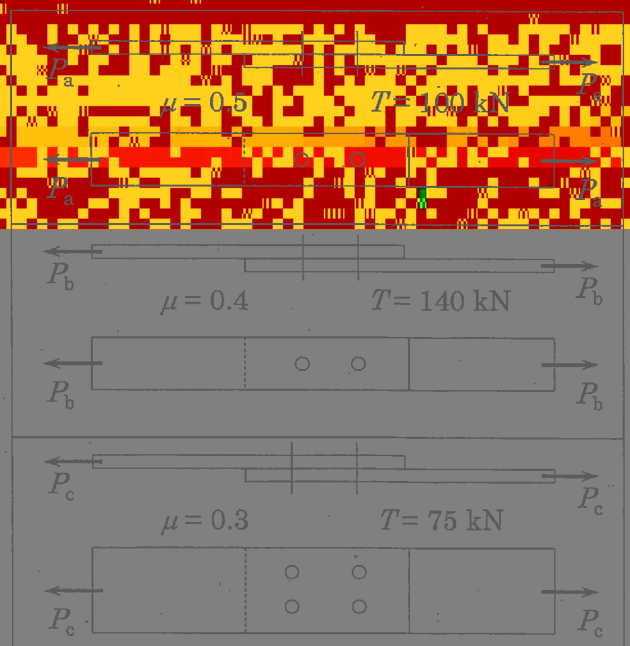 Pa
Pa
μ = 0.5 T = 100 kN
Pa
Pa
Pb
Pb
μ = 0.4 T = 140 kN
Pb
Pb
Pc
Pc
μ = 0.3 T = 75 kN
Pc
Pc